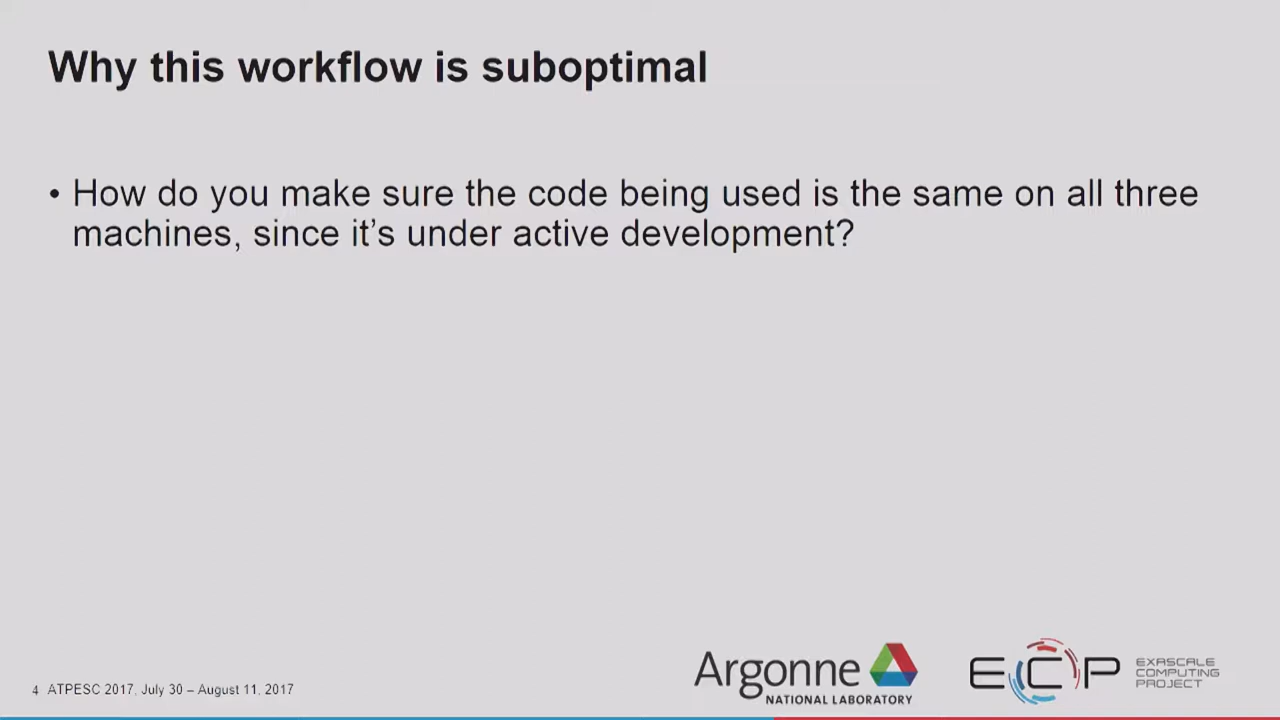 Why this workflow is suboptimal
• How do you make sure the code being used is the same on all three
machines, since it's under active development?
Argonne
NATIONAL LABORATORY
ECP
EXASCALE
COMPUTING
PROJECT
4 ATPESC 2017, July 30 – August 11, 2017